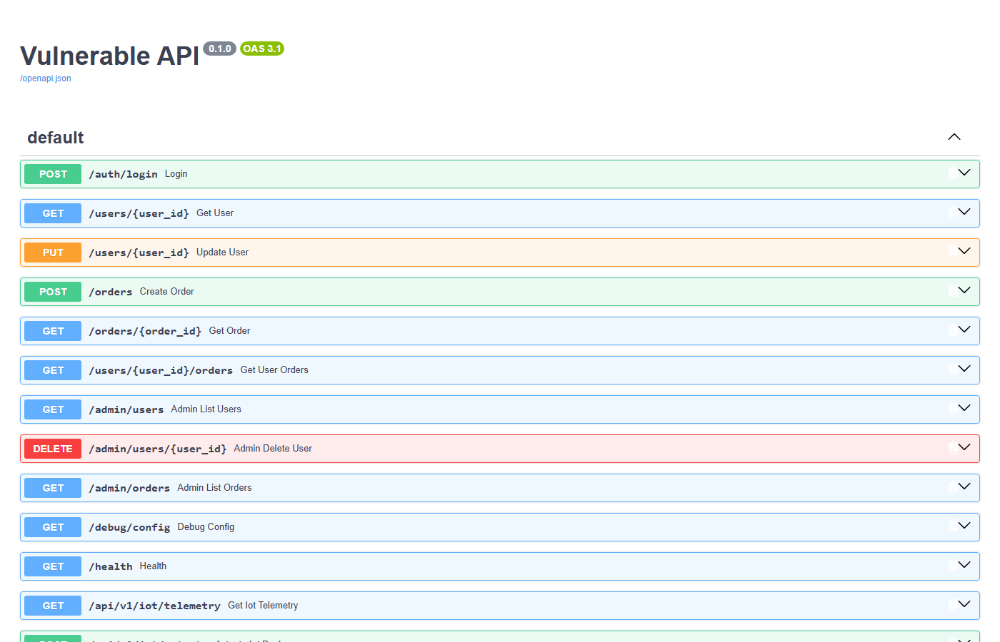 Vulnerable API 0.1.0 OAS 3.1
/openapi.json
default
POST /auth/login Login
GET /users/{user_id} Get User
PUT /users/{user_id} Update User
POST /orders Create Order
GET /orders/{order_id} Get Order
GET /users/{user_id}/orders Get User Orders
GET /admin/users Admin List Users
DELETE /admin/users/{user_id} Admin Delete User
GET /admin/orders Admin List Orders
GET /debug/config Debug Config
GET /health Health
GET /api/v1/iot/telemetry Get Iot Telemetry
POST